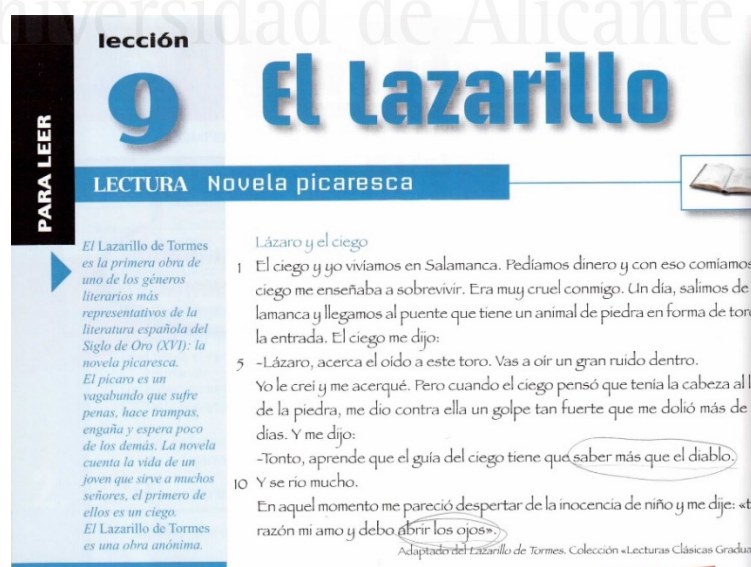 Universidad de Alicante
lección
9
El Lazarillo
PARA LEER
LECTURA Novela picaresca
El Lazarillo de Tormes
es la primera obra de
uno de los géneros
literarios más
representativos de la
literatura española del
Siglo de Oro (XVI): la
novela picaresca.
El pícaro es un
vagabundo que sufre
penas, hace trampas,
engaña y espera poco
de los demás. La novela
cuenta la vida de un
joven que sirve a muchos
señores, el primero de
ellos es un ciego.
El Lazarillo de Tormes
es una obra anónima.
Lázaro y el ciego
1 El ciego y yo vivíamos en Salamanca. Pedíamos dinero y con eso comíamos
ciego me enseñaba a sobrevivir. Era muy cruel conmigo. Un día, salimos de
lamanca y llegamos al puente que tiene un animal de piedra en forma de toro
la entrada. El ciego me dijo:
5 -Lázaro, acerca el oído a este toro. Vas a oír un gran ruido dentro.
Yo le creí y me acerqué. Pero cuando el ciego pensó que tenía la cabeza al l
de la piedra, me dio contra ella un golpe tan fuerte que me dolió más de
días. Y me dijo:
-Tonto, aprende que el guía del ciego tiene que saber más que el diablo.
10 Y se rio mucho.
En aquel momento me pareció despertar de la inocencia de niño y me dije: «t
razón mi amo y debo abrir los ojos».
Adaptado del Lazarillo de Tormes. Colección «Lecturas Clásicas Gradua